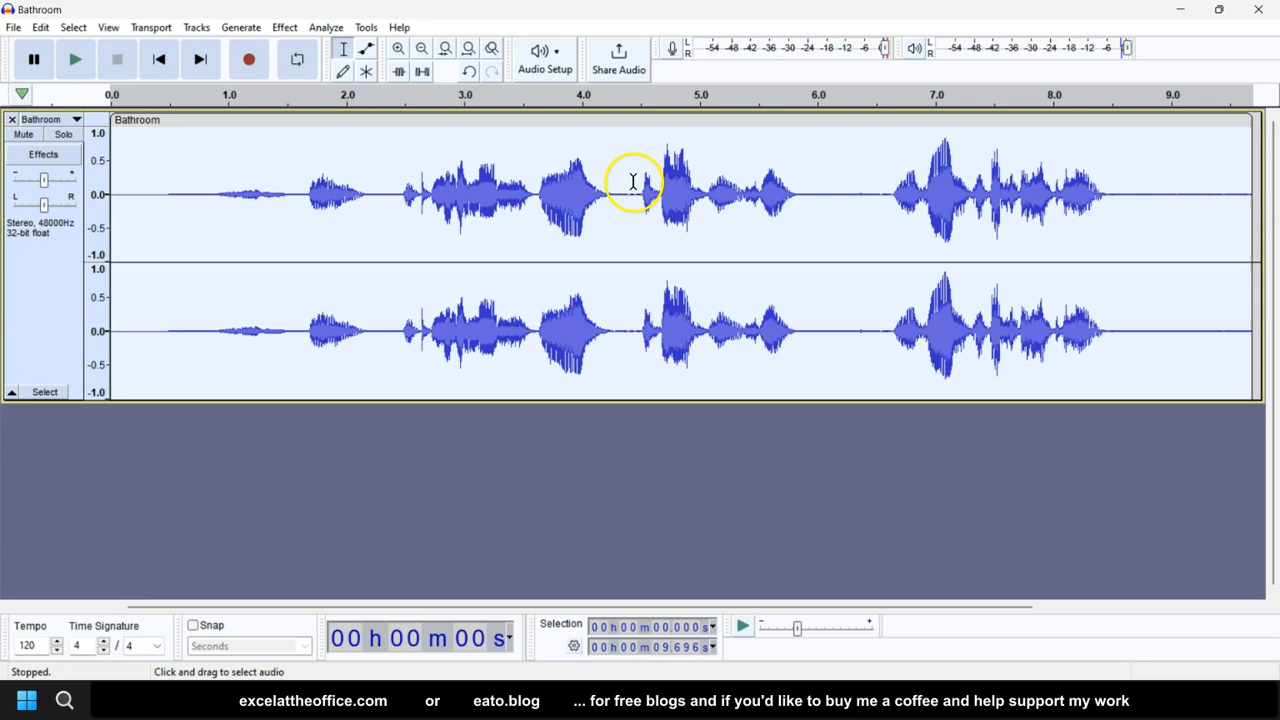 Bathroom
File Edit Select View Transport Tracks Generate Effect Analyze Tools Help
Audio Setup
Share Audio
L R -54 -48 -42 -36 -30 -24 -18 -12 -6
L R -54 -48 -42 -36 -30 -24 -18 -12 -6
0.0 1.0 2.0 3.0 4.0 5.0 6.0 7.0 8.0 9.0
Bathroom
Mute Solo
Effects
- +
L R
Stereo, 48000Hz
32-bit float
Select
Bathroom
1.0
0.5
0.0
-0.5
-1.0
1.0
0.5
0.0
-0.5
-1.0
Tempo
120
Time Signature
4 / 4
Snap
Seconds
00 h 00 m 00 s
Selection
00 h 00 m 00.000 s
00 h 00 m 09.696 s
- +
Stopped. Click and drag to select audio
excelattheoffice.com or eato.blog ... for free blogs and if you'd like to buy me a coffee and help support my work